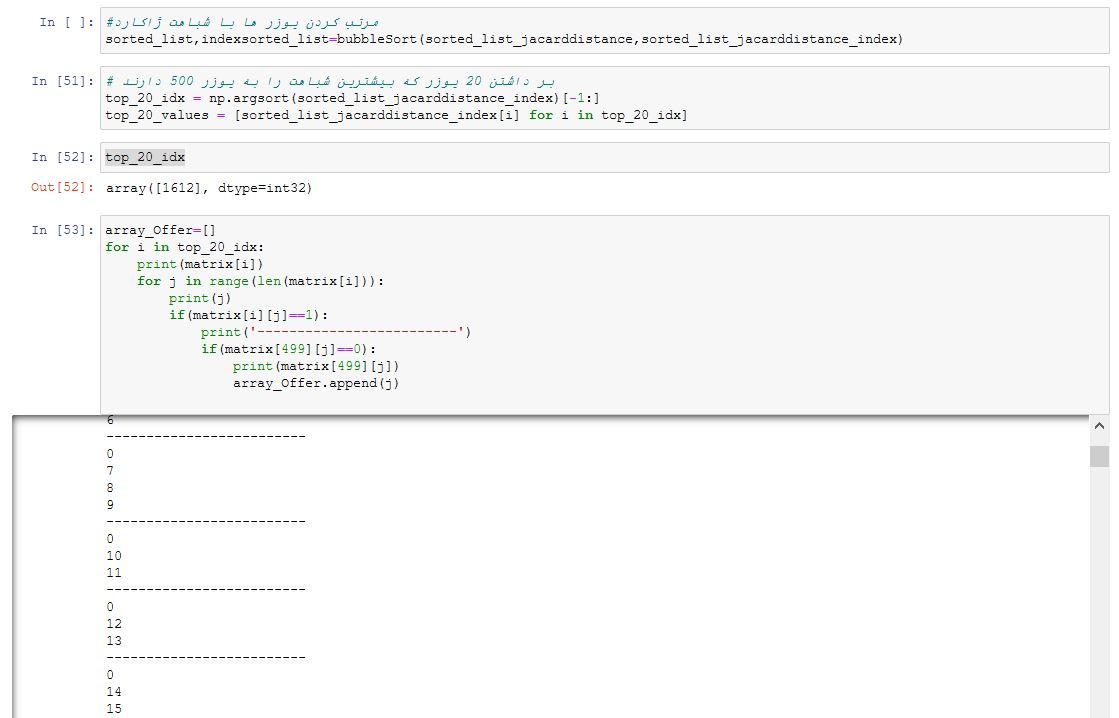 In [ ]: #مرتب کردن یوزر ها با شباهت ژاکارد
sorted_list,indexsorted_list=bubbleSort(sorted_list_jacarddistance,sorted_list_jacarddistance_index)
In [51]: # بر داشتن 20 یوزر که بیشترین شباهت را به یوزر 500 دارند
top_20_idx = np.argsort(sorted_list_jacarddistance_index)[-1:]
top_20_values = [sorted_list_jacarddistance_index[i] for i in top_20_idx]
In [52]: top_20_idx
Out[52]: array([1612], dtype=int32)
In [53]: array_Offer=[]
for i in top_20_idx:
    print(matrix[i])
    for j in range(len(matrix[i])):
        print(j)
        if(matrix[i][j]==1):
            print('-------------------------')
            if(matrix[499][j]==0):
                print(matrix[499][j])
                array_Offer.append(j)
6
-------------------------
0
7
8
9
-------------------------
0
10
11
-------------------------
0
12
13
-------------------------
0
14
15